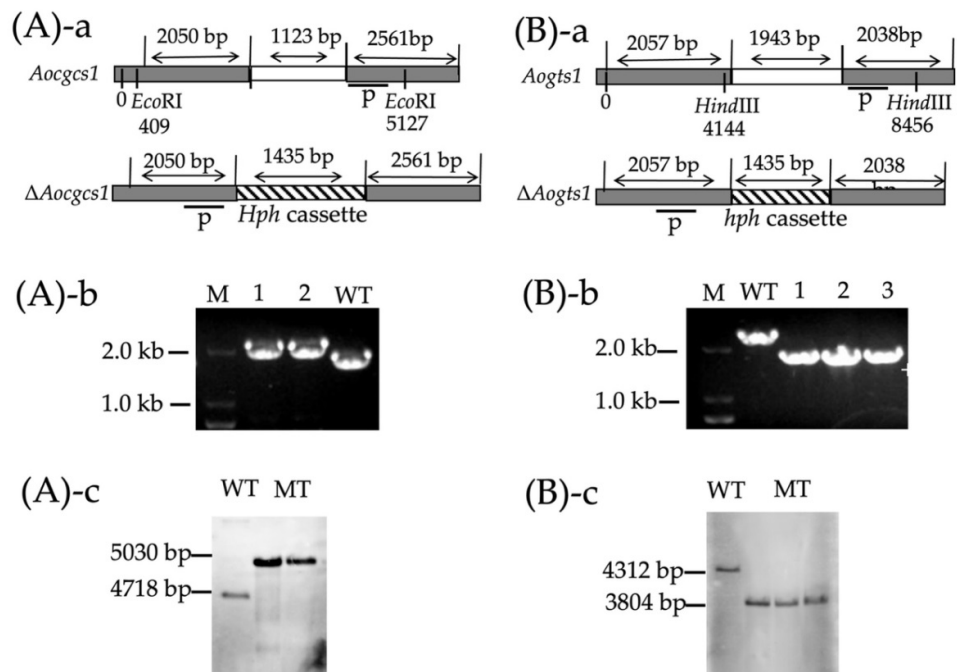 (A)-a
2050 bp 1123 bp 2561bp
Aocgcs1
0 EcoRI p EcoRI
409 5127
2050 bp 1435 bp 2561 bp
ΔAocgcs1
p Hph cassette
(B)-a
2057 bp 1943 bp 2038bp
Aogts1
0 HindIII p HindIII
4144 8456
2057 bp 1435 bp 2038
ΔAogts1
p hph cassette
(A)-b
M 1 2 WT
2.0 kb
1.0 kb
(B)-b
M WT 1 2 3
2.0 kb
1.0 kb
(A)-c
WT MT
5030 bp
4718 bp
(B)-c
WT MT
4312 bp
3804 bp